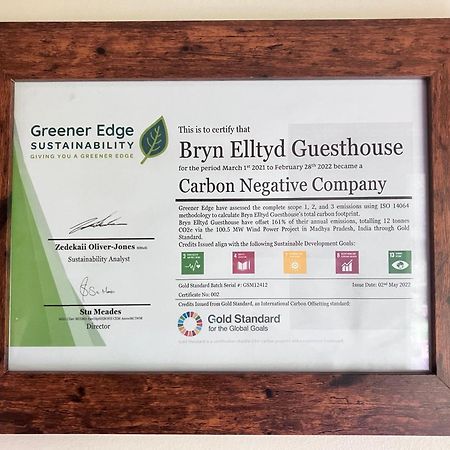 Greener Edge
SUSTAINABILITY
GIVING YOU A GREENER EDGE
Zedekaii Oliver-Jones
Sustainability Analyst
Stu Meades
Director
This is to certify that
Bryn Elltyd Guesthouse
for the period March 1st 2021 to February 28th 2022 became a
Carbon Negative Company
Greener Edge have assessed the complete scope 1, 2, and 3 emissions using ISO 14064
methodology to calculate Bryn Elltyd Guesthouse's total carbon footprint.
Bryn Elltyd Guesthouse have offset 161% of their annual emissions, totalling 12 tonnes
CO2e via the 100.5 MW Wind Power Project in Madhya Pradesh, India through Gold
Standard.
Credits Issued align with the following Sustainable Development Goals:
Gold Standard Batch Serial #: GSM12412
Issue Date: 02nd May 2022
Certificate No: 002
Credits Issued from Gold Standard, an International Carbon Offsetting standard:
Gold Standard
for the Global Goals